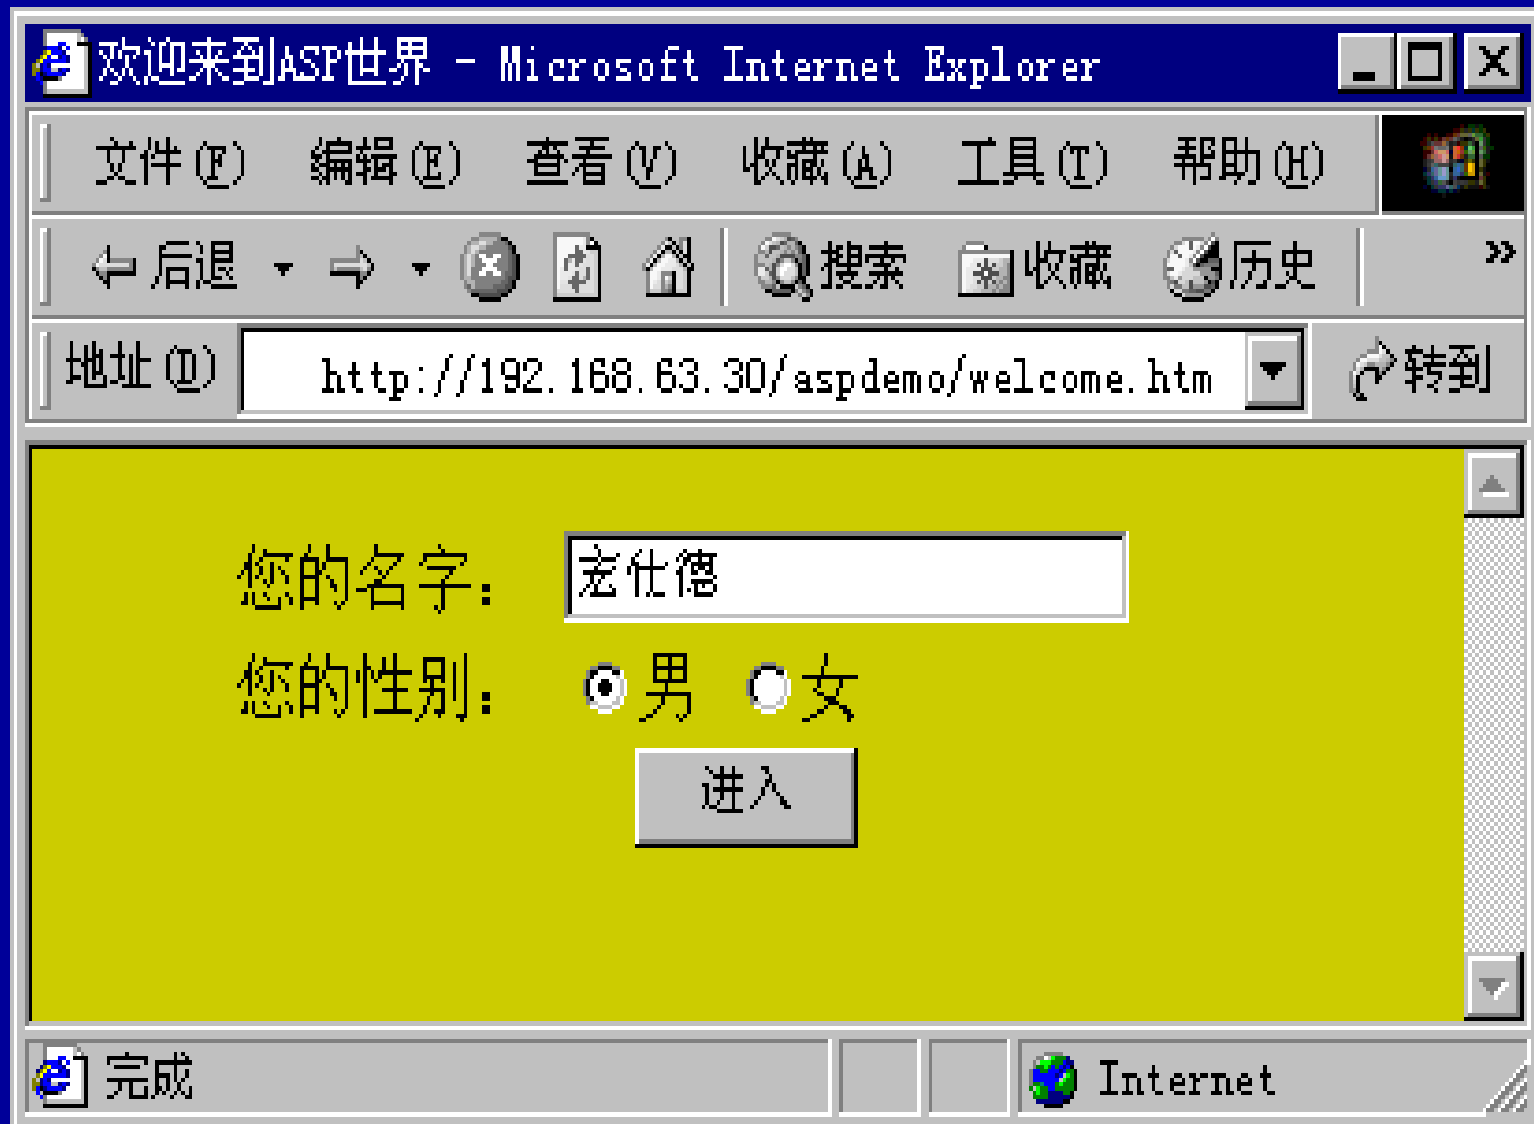 欢迎来到ASP世界 - Microsoft Internet Explorer
文件(F) 编辑(E) 查看(V) 收藏(A) 工具(T) 帮助(H)
后退 搜索 收藏 历史 »
地址(D) http://192.168.63.30/aspdemo/welcome.htm 转到
您的名字： 宏仕德
您的性别： 男 女
进入
完成 Internet